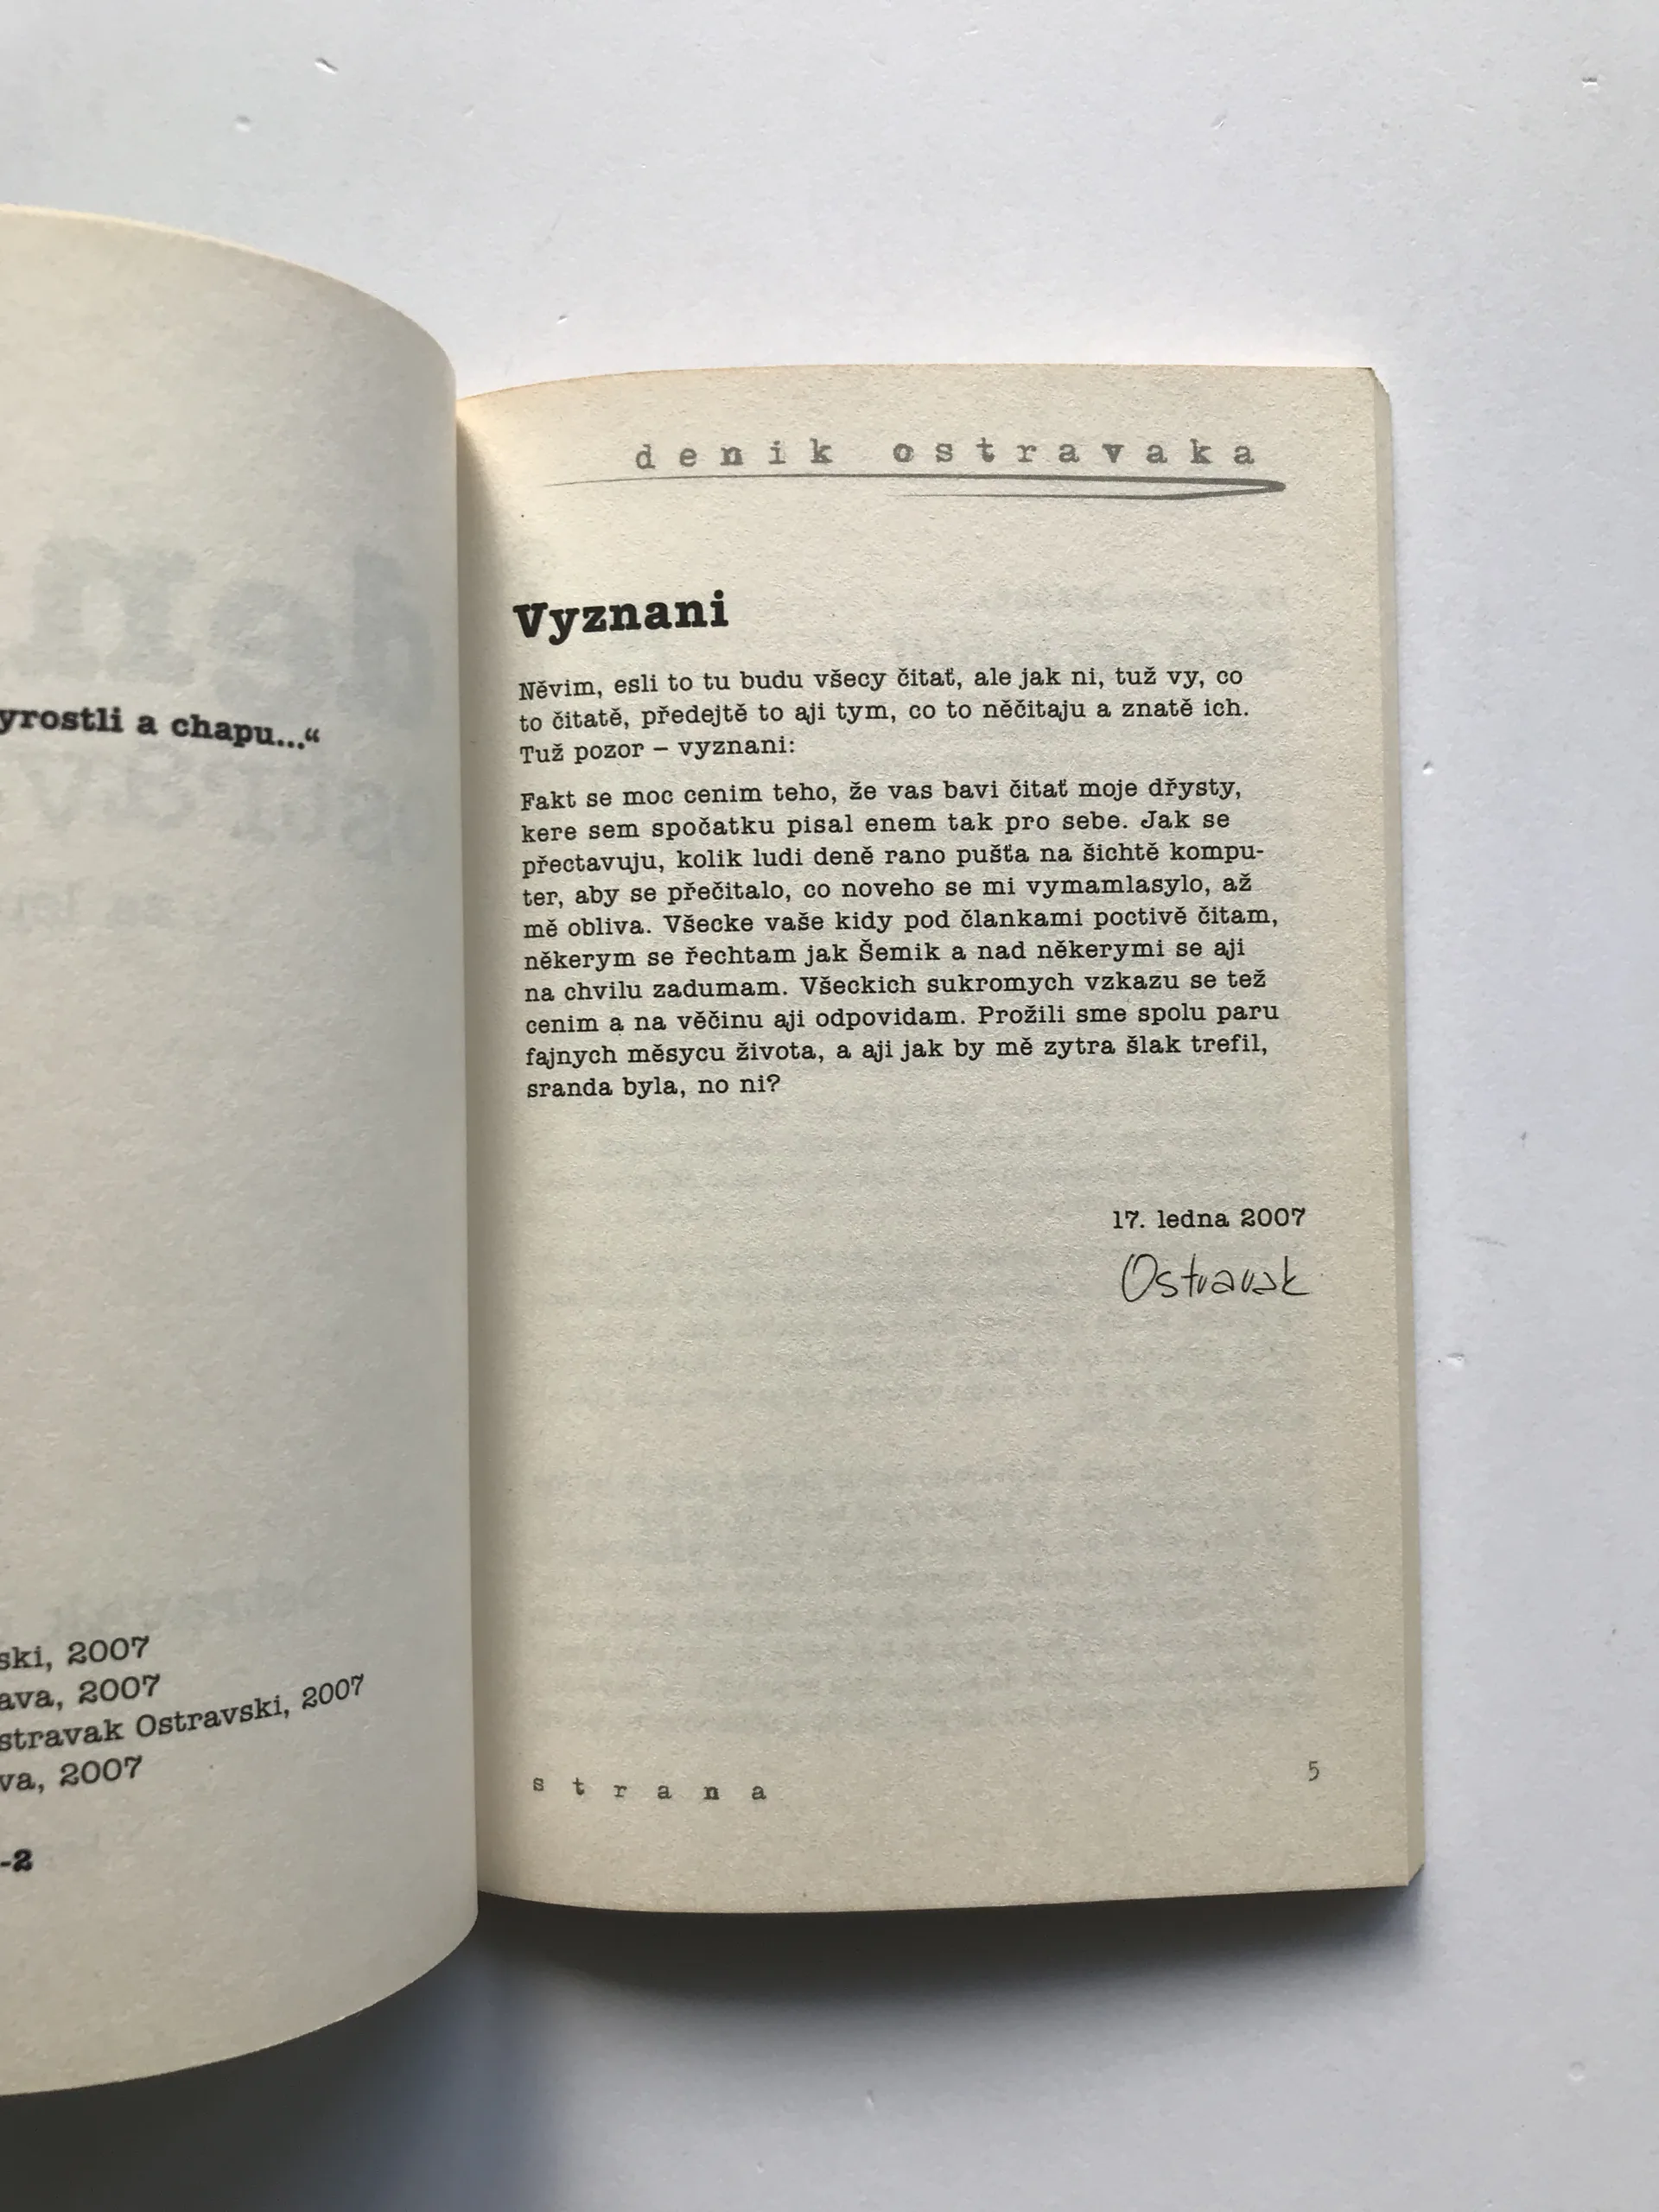 yrostli a chapu..."
ski, 2007
ava, 2007
stravak Ostravski, 2007
va, 2007
-2
denik ostravaka
Vyznani
Něvim, esli to tu budu všecy čitať, ale jak ni, tuž vy, co
to čitatě, předejtě to aji tym, co to něčitaju a znatě ich.
Tuž pozor – vyznani:
Fakt se moc cenim teho, že vas bavi čitať moje dřysty,
kere sem spočatku pisal enem tak pro sebe. Jak se
přectavuju, kolik ludi deně rano pušťa na šichtě kompu-
ter, aby se přečitalo, co noveho se mi vymamlasylo, až
mě obliva. Všecke vaše kidy pod člankami poctivě čitam,
někerym se řechtam jak Šemik a nad někerymi se aji
na chvilu zadumam. Všeckich sukromych vzkazu se tež
cenim a na věčinu aji odpovidam. Prožili sme spolu paru
fajnych měsycu života, a aji jak by mě zytra šlak trefil,
sranda byla, no ni?
17. ledna 2007
Ostravak
strana 5